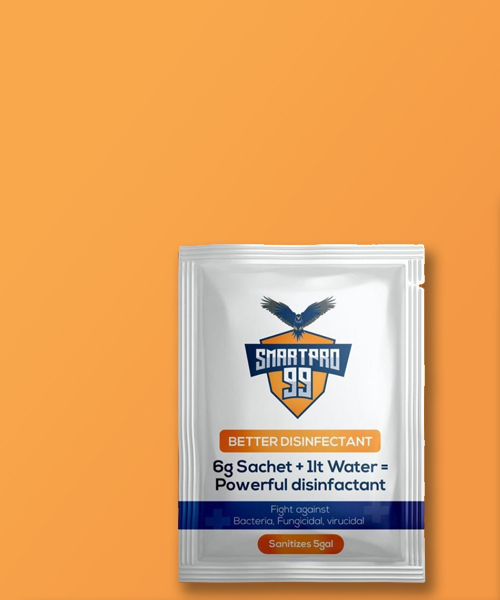 SMARTPRO
99
BETTER DISINFECTANT
6g Sachet + 1lt Water =
Powerful disinfactant
Fight against
Bacteria, Fungicidal, virucidal
Sanitizes 5gal